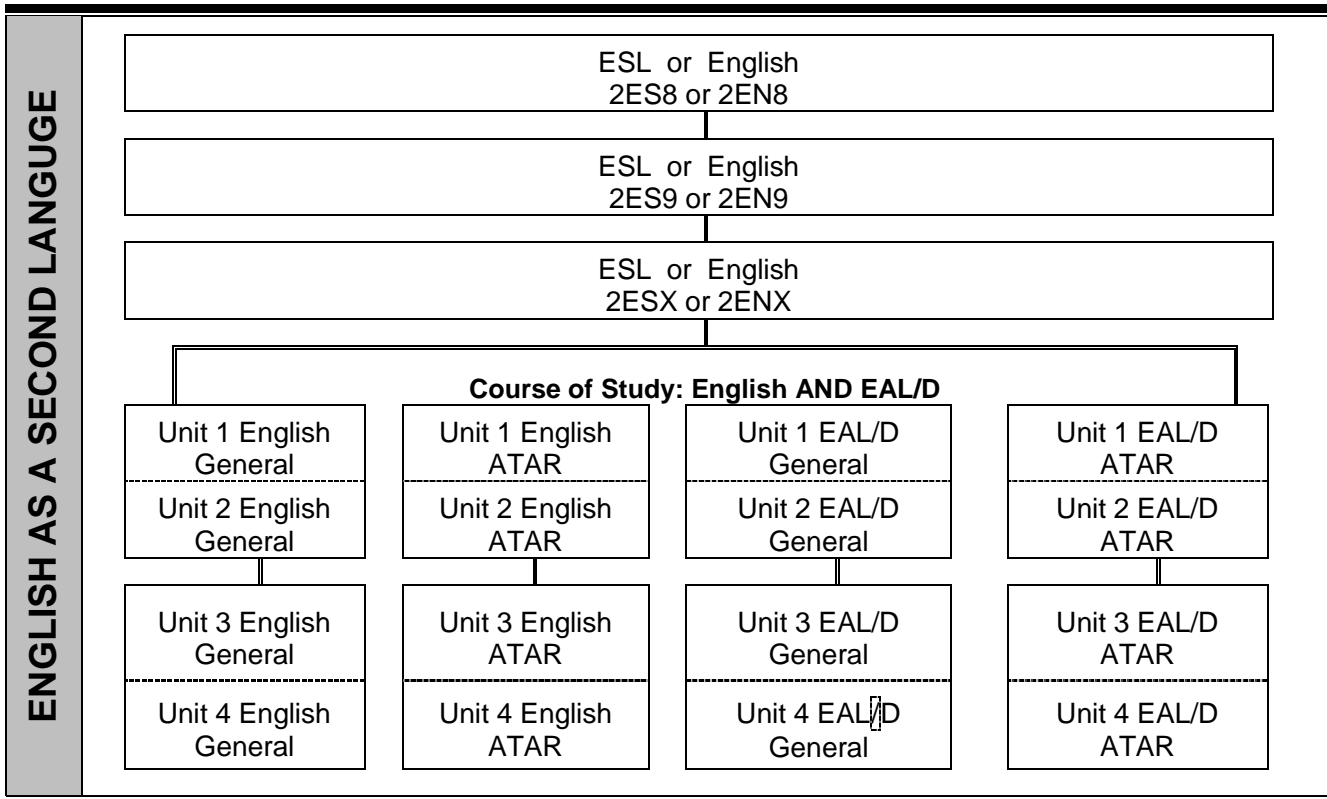 ENGLISH AS A SECOND LANGUGE
ESL or English
2ES8 or 2EN8
ESL or English
2ES9 or 2EN9
ESL or English
2ESX or 2ENX
Course of Study: English AND EAL/D
Unit 1 English
General
Unit 2 English
General
Unit 1 English
ATAR
Unit 2 English
ATAR
Unit 1 EAL/D
General
Unit 2 EAL/D
General
Unit 1 EAL/D
ATAR
Unit 2 EAL/D
ATAR
Unit 3 English
General
Unit 4 English
General
Unit 3 English
ATAR
Unit 4 English
ATAR
Unit 3 EAL/D
General
Unit 4 EAL/D
General
Unit 3 EAL/D
ATAR
Unit 4 EAL/D
ATAR